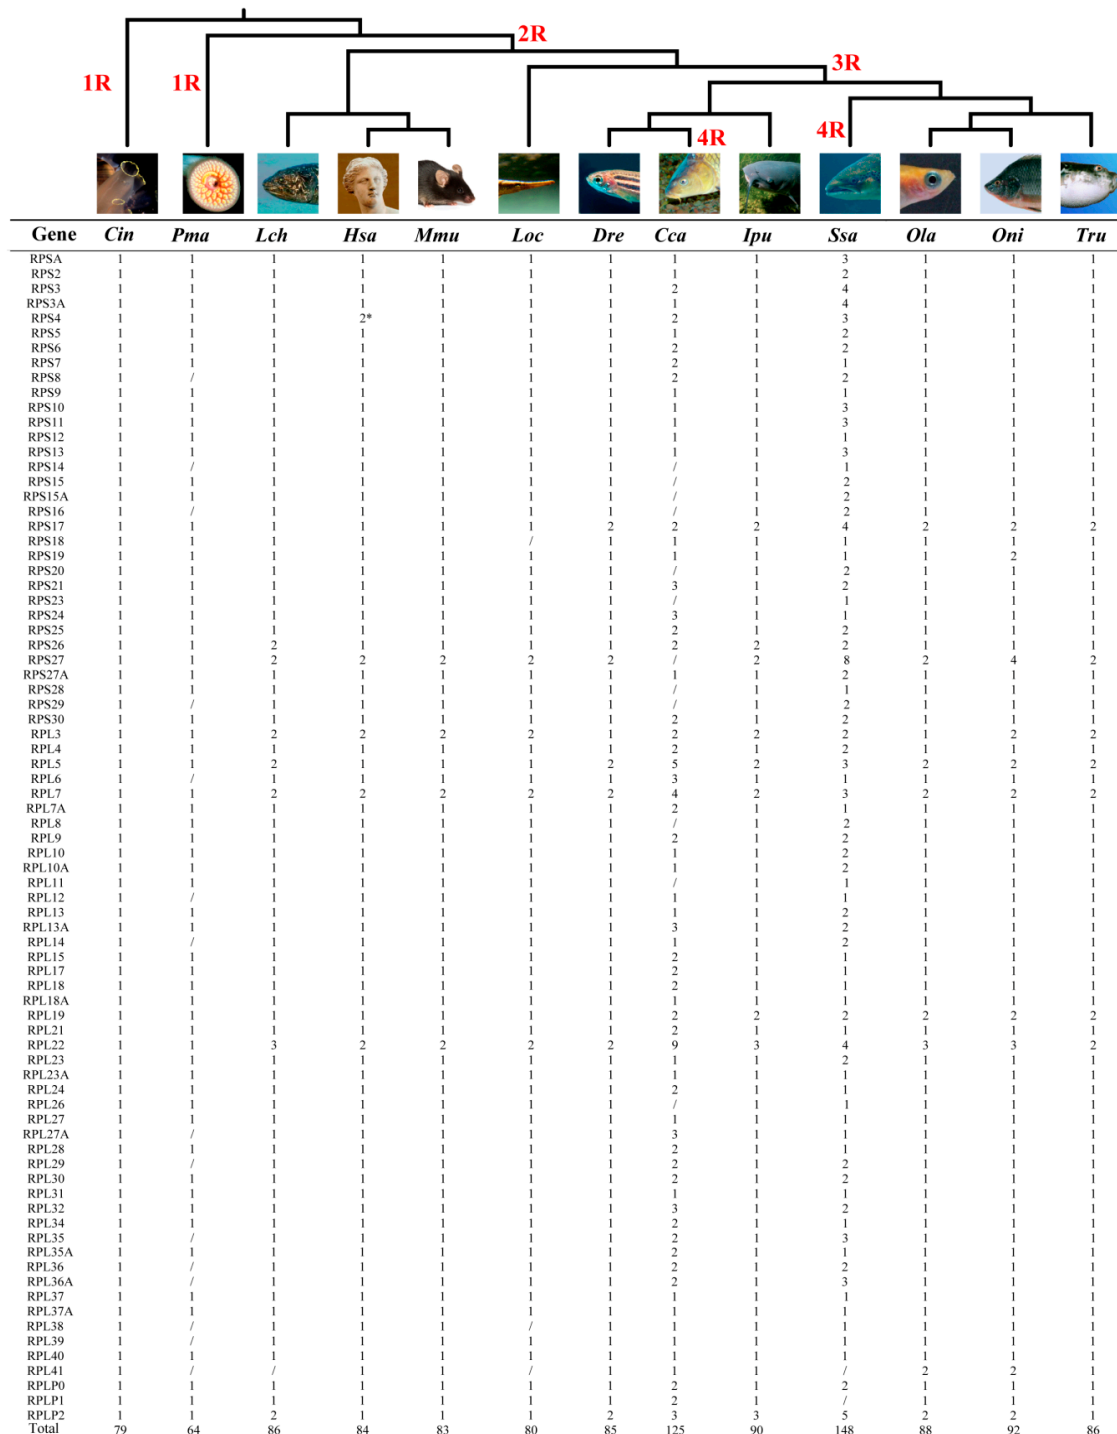 2R
3R
1R 1R
4R 4R
Gene Cin Pma Lch Hsa Mmu Loc Dre Cca Ipu Ssa Ola Oni Tru
RPSA 1 1 1 1 1 1 1 1 1 3 1 1 1
RPS2 1 1 1 1 1 1 1 1 1 2 1 1 1
RPS3 1 1 1 1 1 1 1 2 1 4 1 1 1
RPS3A 1 1 1 1 1 1 1 1 1 4 1 1 1
RPS4 1 1 1 2* 1 1 1 2 1 3 1 1 1
RPS5 1 1 1 1 1 1 1 1 1 2 1 1 1
RPS6 1 1 1 1 1 1 1 2 1 2 1 1 1
RPS7 1 1 1 1 1 1 1 2 1 1 1 1 1
RPS8 1 / 1 1 1 1 1 2 1 2 1 1 1
RPS9 1 1 1 1 1 1 1 1 1 1 1 1 1
RPS10 1 1 1 1 1 1 1 1 1 3 1 1 1
RPS11 1 1 1 1 1 1 1 1 1 3 1 1 1
RPS12 1 1 1 1 1 1 1 1 1 1 1 1 1
RPS13 1 1 1 1 1 1 1 1 1 3 1 1 1
RPS14 1 / 1 1 1 1 1 / 1 1 1 1 1
RPS15 1 1 1 1 1 1 1 / 1 2 1 1 1
RPS15A 1 1 1 1 1 1 1 / 1 2 1 1 1
RPS16 1 / 1 1 1 1 1 / 1 2 1 1 1
RPS17 1 1 1 1 1 1 2 2 2 4 2 2 2
RPS18 1 1 1 1 1 / 1 1 1 1 1 1 1
RPS19 1 1 1 1 1 1 1 1 1 1 1 2 1
RPS20 1 1 1 1 1 1 1 / 1 2 1 1 1
RPS21 1 1 1 1 1 1 1 3 1 2 1 1 1
RPS23 1 1 1 1 1 1 1 / 1 1 1 1 1
RPS24 1 1 1 1 1 1 1 3 1 1 1 1 1
RPS25 1 1 1 1 1 1 1 2 1 2 1 1 1
RPS26 1 1 2 1 1 1 1 2 2 2 1 1 1
RPS27 1 1 2 2 2 2 2 / 2 8 2 4 2
RPS27A 1 1 1 1 1 1 1 1 1 2 1 1 1
RPS28 1 1 1 1 1 1 1 / 1 1 1 1 1
RPS29 1 / 1 1 1 1 1 / 1 2 1 1 1
RPS30 1 1 1 1 1 1 1 2 1 2 1 1 1
RPL3 1 1 2 2 2 2 1 2 2 2 1 2 2
RPL4 1 1 1 1 1 1 1 2 1 2 1 1 1
RPL5 1 1 2 1 1 1 2 5 2 3 2 2 2
RPL6 1 / 1 1 1 1 1 3 1 1 1 1 1
RPL7 1 1 2 2 2 2 2 4 2 3 2 2 2
RPL7A 1 1 1 1 1 1 1 2 1 1 1 1 1
RPL8 1 1 1 1 1 1 1 / 1 2 1 1 1
RPL9 1 1 1 1 1 1 1 2 1 2 1 1 1
RPL10 1 1 1 1 1 1 1 1 1 2 1 1 1
RPL10A 1 1 1 1 1 1 1 1 1 2 1 1 1
RPL11 1 1 1 1 1 1 1 / 1 1 1 1 1
RPL12 1 / 1 1 1 1 1 1 1 1 1 1 1
RPL13 1 1 1 1 1 1 1 1 1 2 1 1 1
RPL13A 1 1 1 1 1 1 1 3 1 2 1 1 1
RPL14 1 / 1 1 1 1 1 1 1 2 1 1 1
RPL15 1 1 1 1 1 1 1 2 1 1 1 1 1
RPL17 1 1 1 1 1 1 1 2 1 1 1 1 1
RPL18 1 1 1 1 1 1 1 2 1 1 1 1 1
RPL18A 1 1 1 1 1 1 1 1 1 1 1 1 1
RPL19 1 1 1 1 1 1 1 2 2 2 2 2 2
RPL21 1 1 1 1 1 1 1 2 1 1 1 1 1
RPL22 1 1 3 2 2 2 2 9 3 4 3 3 2
RPL23 1 1 1 1 1 1 1 1 1 2 1 1 1
RPL23A 1 1 1 1 1 1 1 1 1 1 1 1 1
RPL24 1 1 1 1 1 1 1 2 1 1 1 1 1
RPL26 1 1 1 1 1 1 1 / 1 1 1 1 1
RPL27 1 1 1 1 1 1 1 1 1 1 1 1 1
RPL27A 1 / 1 1 1 1 1 3 1 1 1 1 1
RPL28 1 1 1 1 1 1 1 2 1 1 1 1 1
RPL29 1 / 1 1 1 1 1 2 1 2 1 1 1
RPL30 1 1 1 1 1 1 1 2 1 2 1 1 1
RPL31 1 1 1 1 1 1 1 1 1 1 1 1 1
RPL32 1 1 1 1 1 1 1 3 1 2 1 1 1
RPL34 1 1 1 1 1 1 1 2 1 1 1 1 1
RPL35 1 / 1 1 1 1 1 2 1 3 1 1 1
RPL35A 1 1 1 1 1 1 1 2 1 1 1 1 1
RPL36 1 / 1 1 1 1 1 2 1 2 1 1 1
RPL36A 1 / 1 1 1 1 1 2 1 3 1 1 1
RPL37 1 1 1 1 1 1 1 1 1 1 1 1 1
RPL37A 1 1 1 1 1 1 1 1 1 1 1 1 1
RPL38 1 / 1 1 1 / 1 1 1 1 1 1 1
RPL39 1 / 1 1 1 1 1 1 1 1 1 1 1
RPL40 1 1 1 1 1 1 1 1 1 1 1 1 1
RPL41 1 / / 1 1 / 1 1 1 / 2 2 1
RPLP0 1 1 1 1 1 1 1 2 1 2 1 1 1
RPLP1 1 1 1 1 1 1 1 2 1 / 1 1 1
RPLP2 1 1 2 1 1 1 2 3 3 5 2 2 1
Total 79 64 86 84 83 80 85 125 90 148 88 92 86